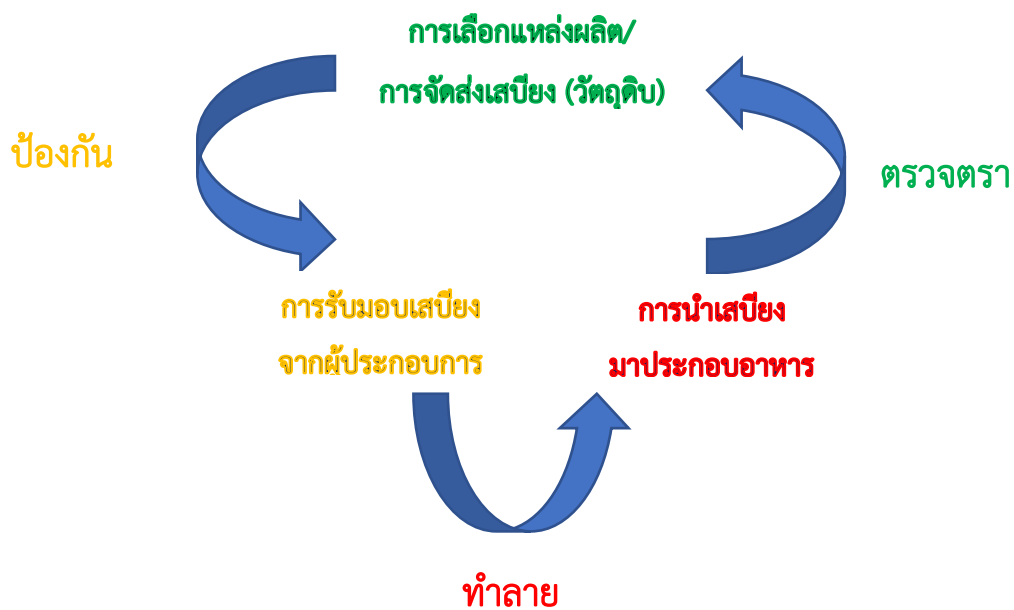 การเลือกแหล่งผลิต/
การจัดส่งเสบียง (วัตถุดิบ)
ป้องกัน
ตรวจตรา
การรับมอบเสบียง
จากผู้ประกอบการ
การนำเสบียง
มาประกอบอาหาร
ทำลาย